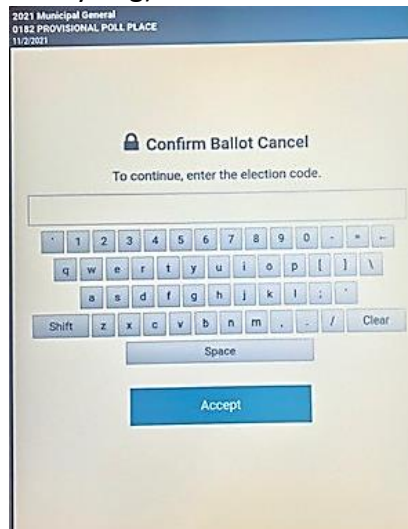 2021 Municipal General
0182 PROVISIONAL POLL PLACE
11/2/2021
Confirm Ballot Cancel
To continue, enter the election code.
1 2 3 4 5 6 7 8 9 0 - = ←
q w e r t y u i o p [ ] \
a s d f g h j k l ; '
Shift z x c v b n m , . / Clear
Space
Accept